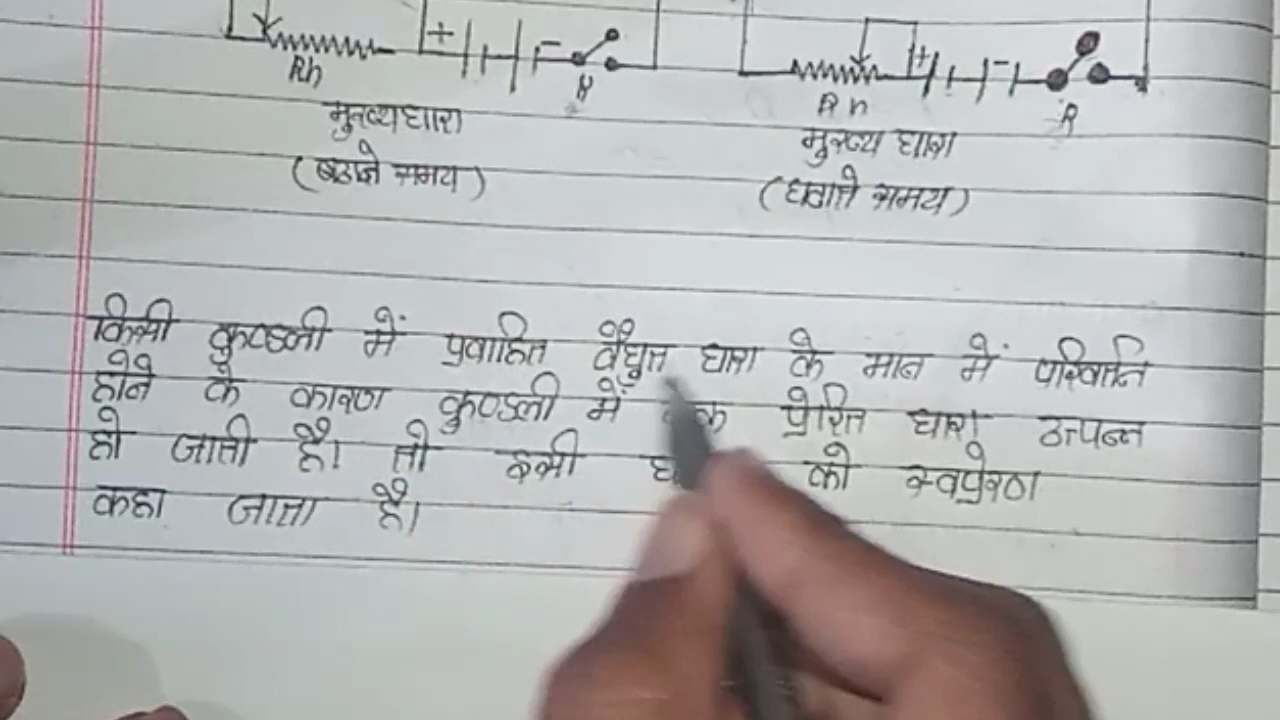 + − + −
Rh K Rh R
मुख्यधारा मुख्य धारा
(बढाते समय) (घटाते समय)
किसी कुण्डली में प्रवाहित वैघुत धारा के मान में परिवर्तन
होने के कारण कुण्डली में प्रेरित धारा उत्पन्न
हो जाती है। तो इसी को स्वप्रेरण
कहा जाता है।